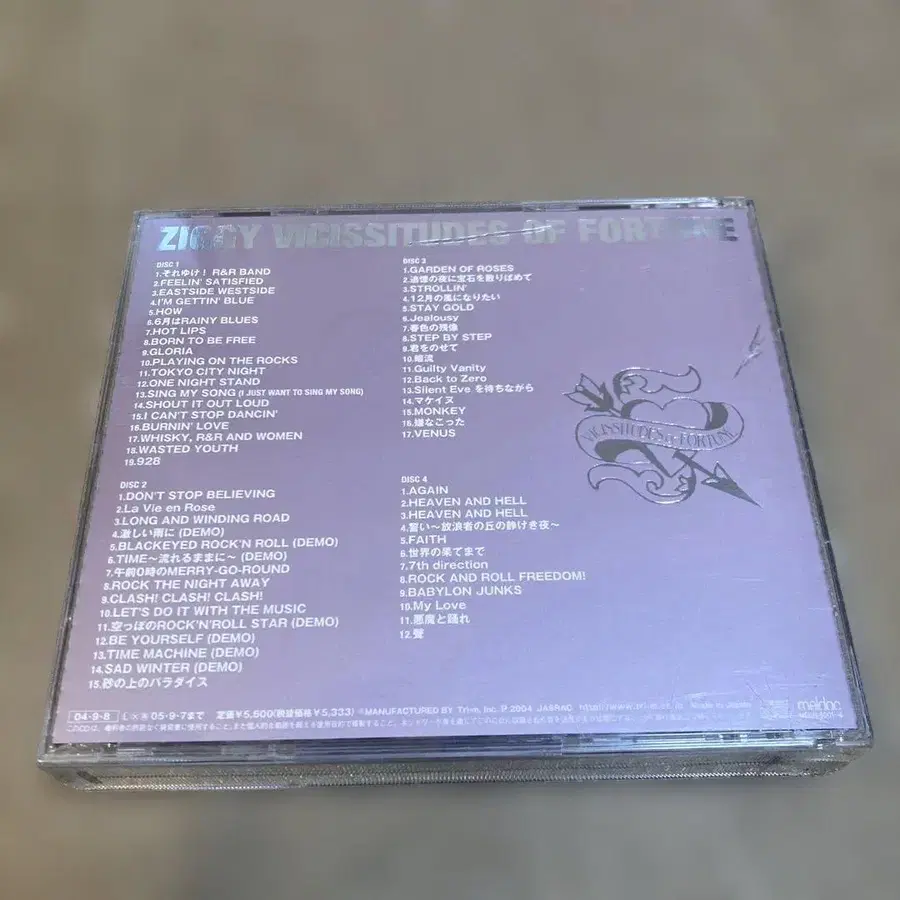 ZIGGY VICISSITUDES OF FORTUNE
DISC 1
1.それゆけ! R&R BAND
2.FEELIN' SATISFIED
3.EASTSIDE WESTSIDE
4.I'M GETTIN' BLUE
5.HOW
6.6月はRAINY BLUES
7.HOT LIPS
8.BORN TO BE FREE
9.GLORIA
10.PLAYING ON THE ROCKS
11.TOKYO CITY NIGHT
12.ONE NIGHT STAND
13.SING MY SONG (I JUST WANT TO SING MY SONG)
14.SHOUT IT OUT LOUD
15.I CAN'T STOP DANCIN'
16.BURNIN' LOVE
17.WHISKY, R&R AND WOMEN
18.WASTED YOUTH
19.928
DISC 2
1.DON'T STOP BELIEVING
2.La Vie en Rose
3.LONG AND WINDING ROAD
4.激しい雨に (DEMO)
5.BLACKEYED ROCK'N ROLL (DEMO)
6.TIME〜流れるままに〜 (DEMO)
7.午前0時のMERRY-GO-ROUND
8.ROCK THE NIGHT AWAY
9.CLASH! CLASH! CLASH!
10.LET'S DO IT WITH THE MUSIC
11.空っぽのROCK'N'ROLL STAR (DEMO)
12.BE YOURSELF (DEMO)
13.TIME MACHINE (DEMO)
14.SAD WINTER (DEMO)
15.砂の上のパラダイス
DISC 3
1.GARDEN OF ROSES
2.追憶の夜に宝石を散りばめて
3.STROLLIN'
4.12月の風になりたい
5.STAY GOLD
6.Jealousy
7.春色の残像
8.STEP BY STEP
9.君をのせて
10.暗流
11.Guilty Vanity
12.Back to Zero
13.Silent Eve を待ちながら
14.マケイヌ
15.MONKEY
16.嫌なこった
17.VENUS
DISC 4
1.AGAIN
2.HEAVEN AND HELL
3.HEAVEN AND HELL
4.誓い〜放浪者の丘の静けき夜〜
5.FAITH
6.世界の果てまで
7.7th direction
8.ROCK AND ROLL FREEDOM!
9.BABYLON JUNKS
10.My Love
11.悪魔と踊れ
12.聲
VICISSITUDES OF FORTUNE
04・9・8 05・9・7まで 定価¥5,500(税抜価格¥5,333) MANUFACTURED BY Inc. P 2004 JASRAC Made in Japan
meldac